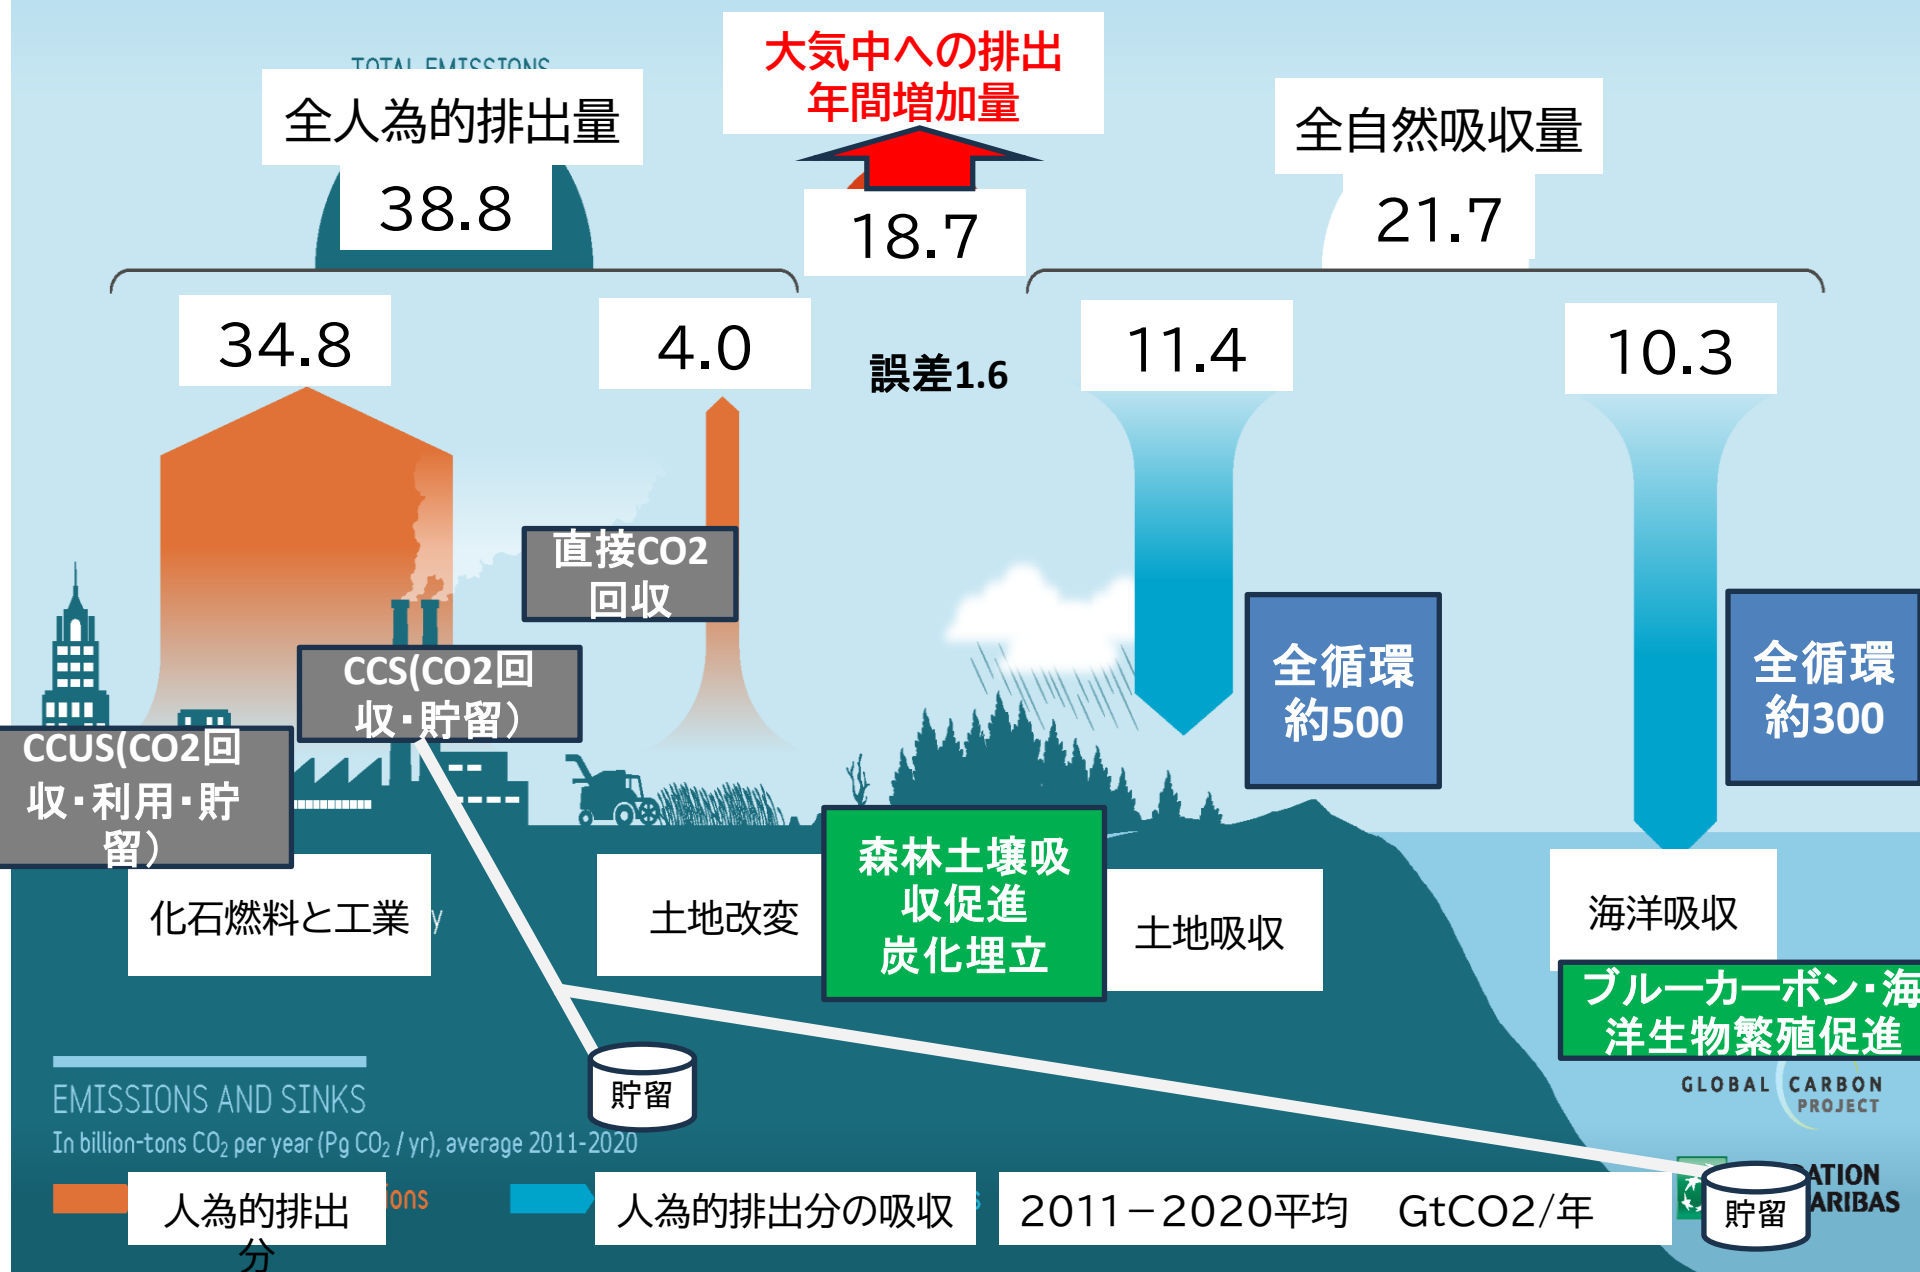 TOTAL EMISSIONS
全人為的排出量
38.8
大気中への排出
年間増加量
18.7
全自然吸収量
21.7
34.8
4.0
誤差1.6
11.4
10.3
直接CO2
回収
CCS(CO2回
収・貯留）
CCUS(CO2回
収・利用・貯
留）
全循環
約500
全循環
約300
化石燃料と工業
y
土地改変
森林土壌吸
収促進
炭化埋立
土地吸収
海洋吸収
ブルーカーボン・海
洋生物繁殖促進
貯留
EMISSIONS AND SINKS
In billion-tons CO₂ per year (Pg CO₂ / yr), average 2011-2020
GLOBAL CARBON
PROJECT
人為的排出
分
ions
人為的排出分の吸収
s
2011－2020平均 GtCO2/年
貯留
DATION
ARIBAS